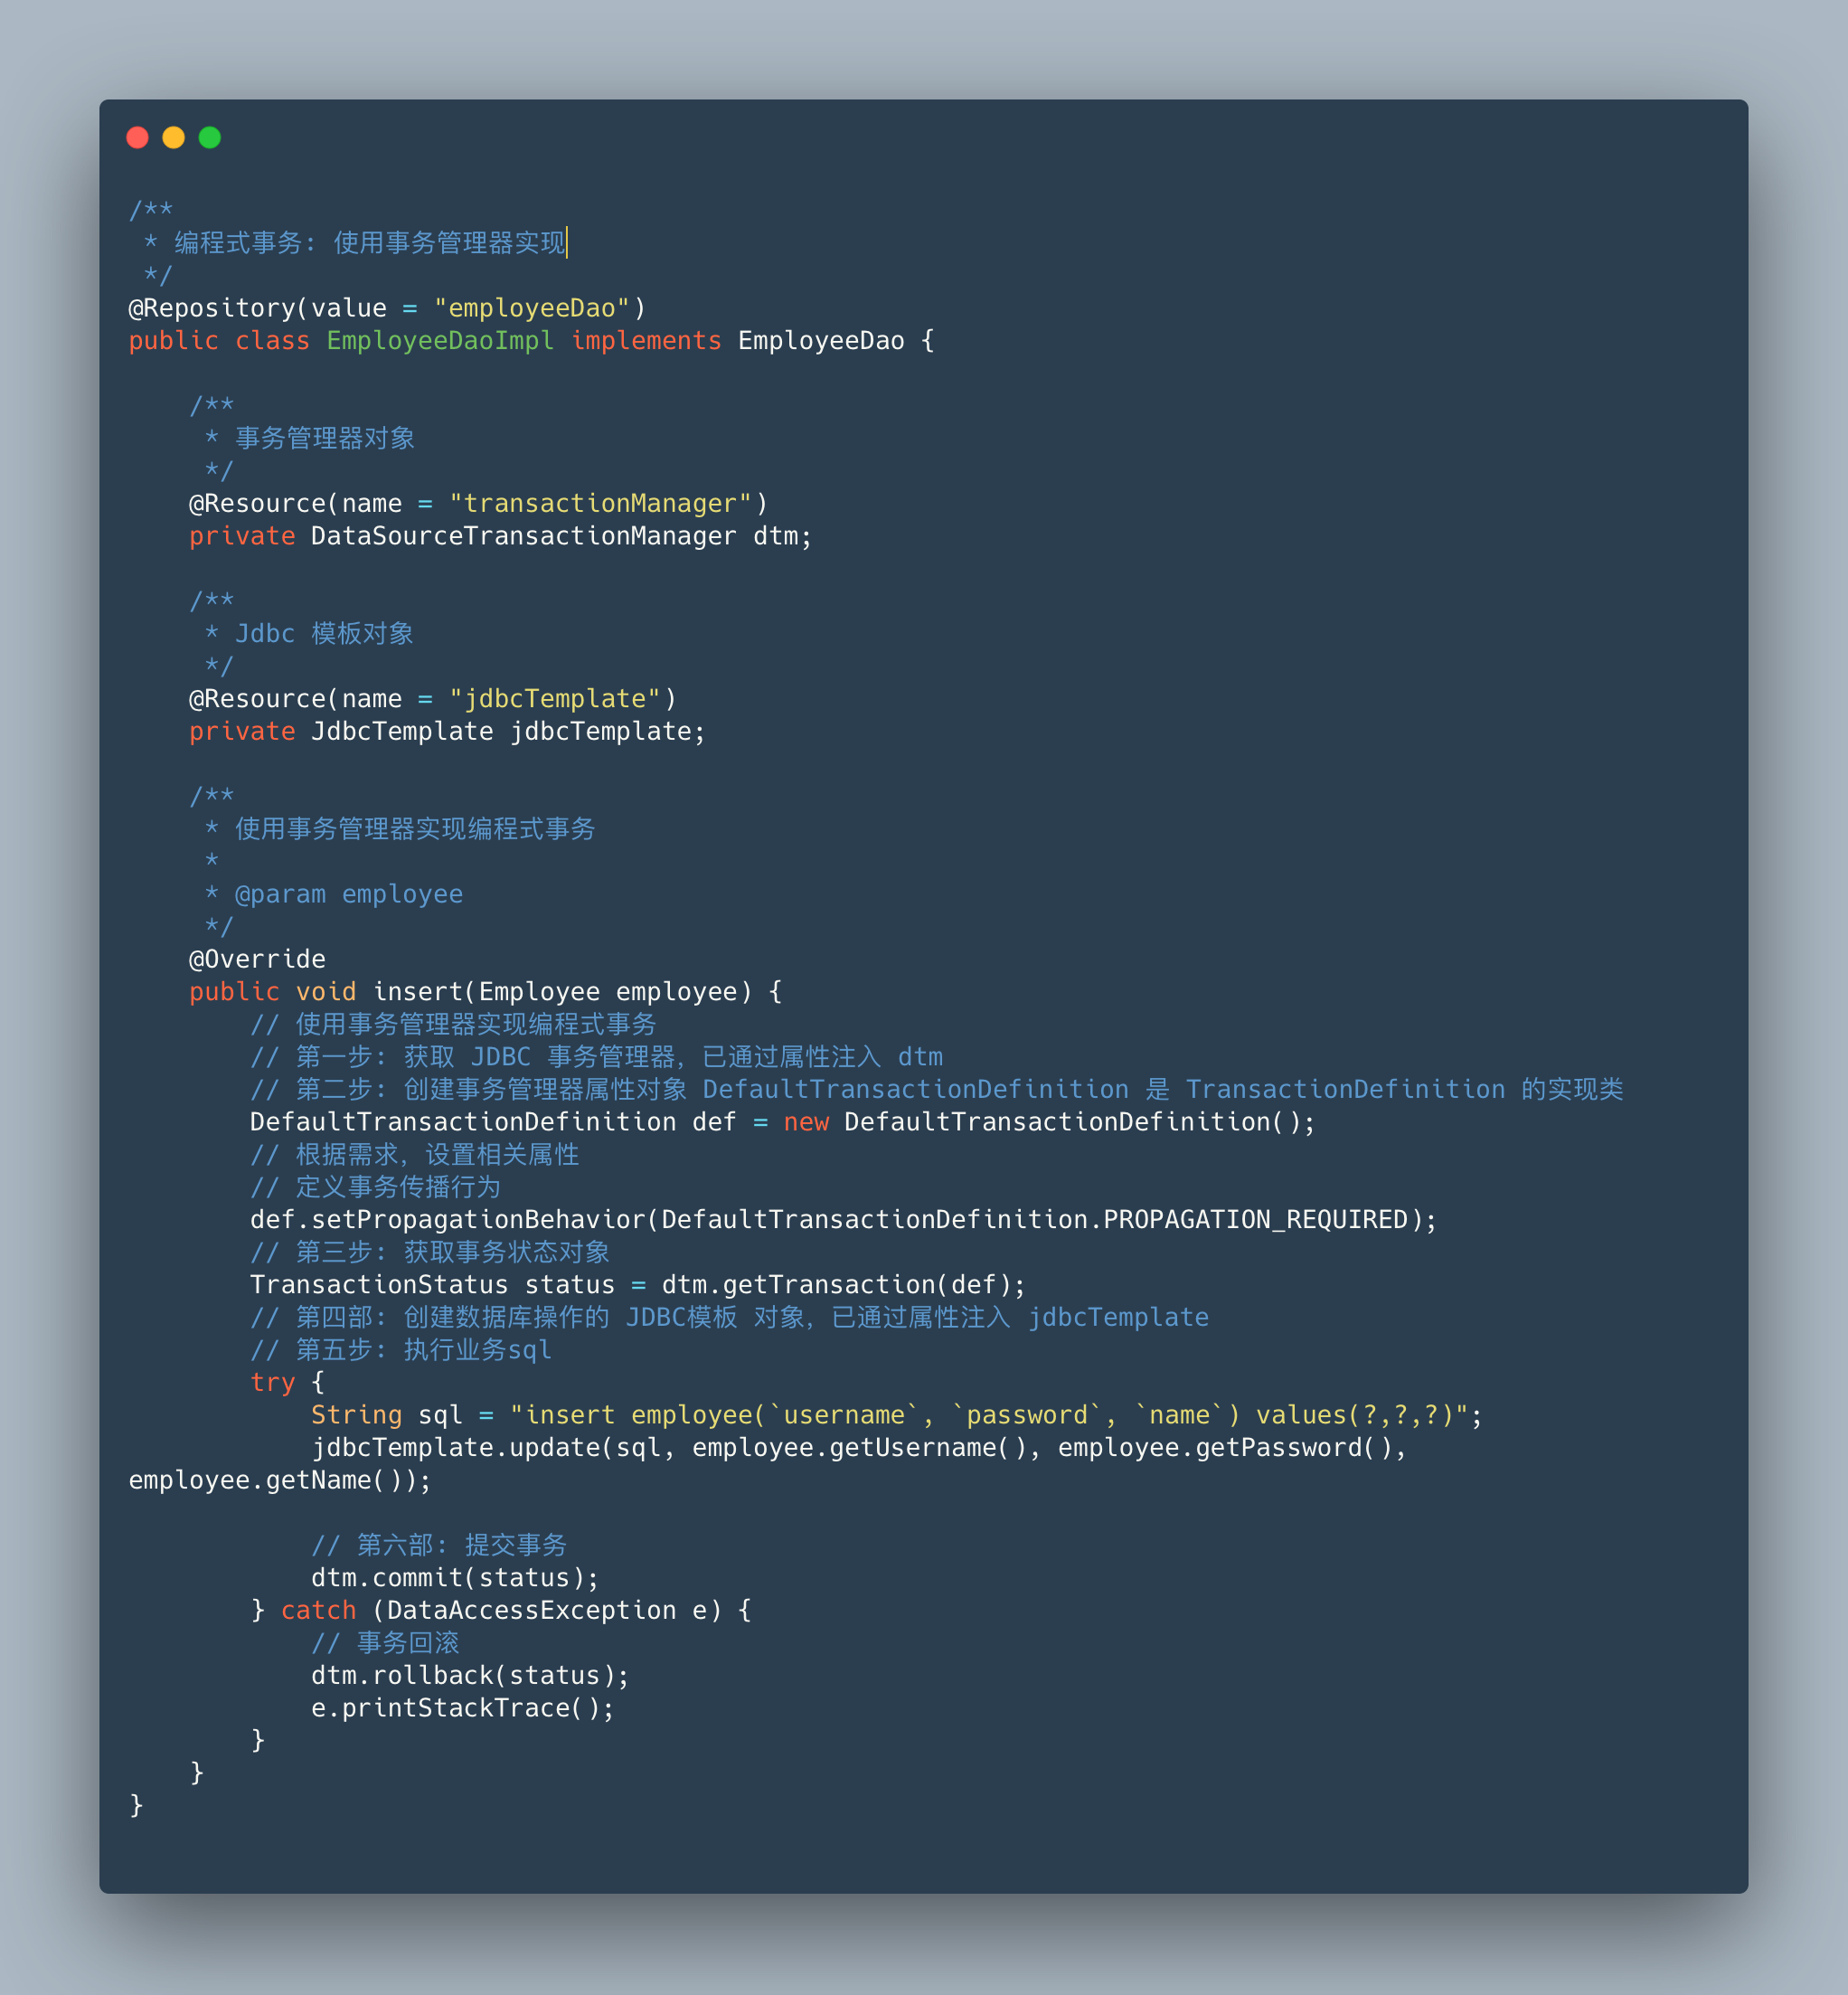 /**
 * 编程式事务: 使用事务管理器实现
 */
@Repository(value = "employeeDao")
public class EmployeeDaoImpl implements EmployeeDao {

    /**
     * 事务管理器对象
     */
    @Resource(name = "transactionManager")
    private DataSourceTransactionManager dtm;

    /**
     * Jdbc 模板对象
     */
    @Resource(name = "jdbcTemplate")
    private JdbcTemplate jdbcTemplate;

    /**
     * 使用事务管理器实现编程式事务
     *
     * @param employee
     */
    @Override
    public void insert(Employee employee) {
        // 使用事务管理器实现编程式事务
        // 第一步: 获取 JDBC 事务管理器, 已通过属性注入 dtm
        // 第二步: 创建事务管理器属性对象 DefaultTransactionDefinition 是 TransactionDefinition 的实现类
        DefaultTransactionDefinition def = new DefaultTransactionDefinition();
        // 根据需求, 设置相关属性
        // 定义事务传播行为
        def.setPropagationBehavior(DefaultTransactionDefinition.PROPAGATION_REQUIRED);
        // 第三步: 获取事务状态对象
        TransactionStatus status = dtm.getTransaction(def);
        // 第四部: 创建数据库操作的 JDBC模板 对象, 已通过属性注入 jdbcTemplate
        // 第五步: 执行业务sql
        try {
            String sql = "insert employee(`username`, `password`, `name`) values(?,?,?)";
            jdbcTemplate.update(sql, employee.getUsername(), employee.getPassword(),
employee.getName());

            // 第六部: 提交事务
            dtm.commit(status);
        } catch (DataAccessException e) {
            // 事务回滚
            dtm.rollback(status);
            e.printStackTrace();
        }
    }
}